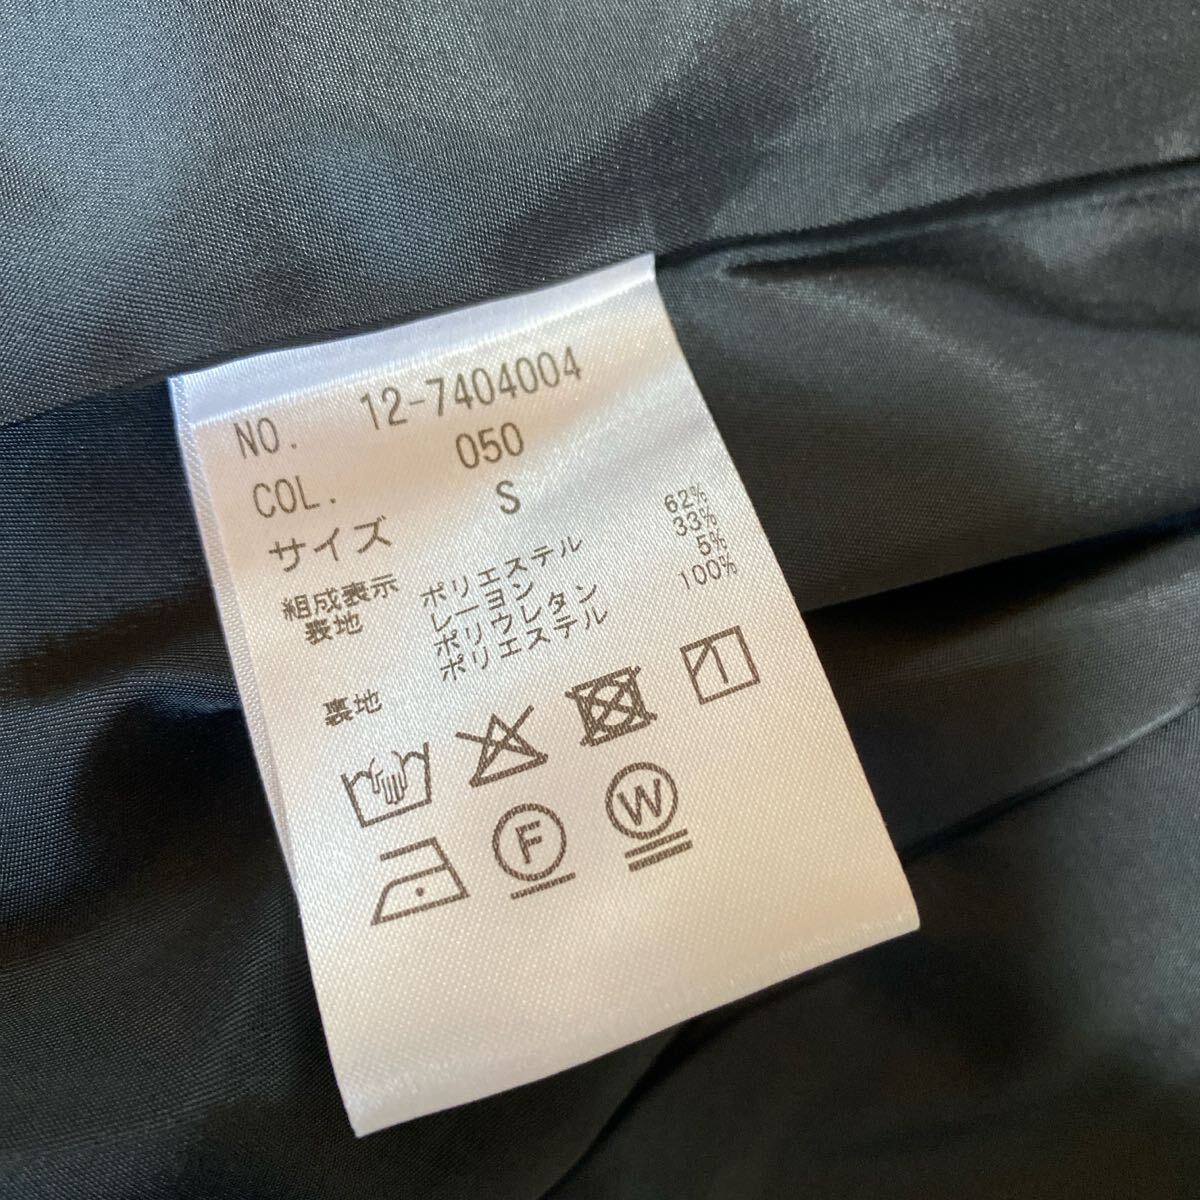 NO. 12-7404004
COL. 050
サイズ S
組成表示
表地 ポリエステル 62%
レーヨン 33%
ポリウレタン 5%
裏地 ポリエステル 100%
F
W